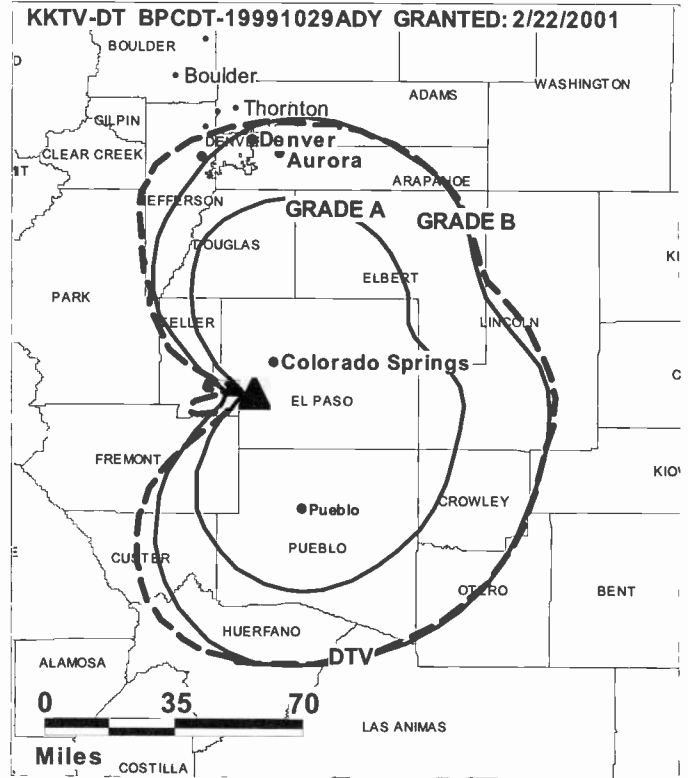 KKTV-DT BPCDT-19991029ADY GRANTED: 2/22/2001
BOULDER
Boulder
WASHINGTON
ADAMS
Thornton
GILPIN
DENVER
Denver
CLEAR CREEK
Aurora
ARAPAHOE
JEFFERSON
GRADE A
GRADE B
DOUGLAS
KI
ELBERT
PARK
TELLER
LINCOLN
Colorado Springs
C
EL PASO
FREMONT
KIOW
CROWLEY
Pueblo
PUEBLO
CUSTER
OTERO
BENT
HUERFANO
DTV
ALAMOSA
0 35 70
LAS ANIMAS
Miles
COSTILLA